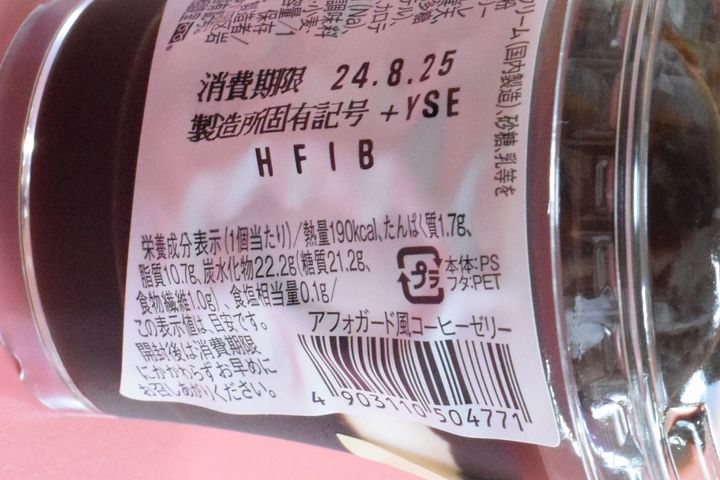 クリーム(国内製造)、砂糖、乳等を
消費期限 24.8.25
製造所固有記号 +YSE
HFIB
栄養成分表示(1個当たり)/熱量190kcal、たんぱく質1.7g、
脂質10.7g、炭水化物22.2g(糖質21.2g、
食物繊維1.0g)、食塩相当量0.1g/
この表示値は、目安です。
開封後は消費期限
にかかわらずお早めに
お召しあがりください。
プラ
本体:PS
フタ:PET
アフォガード風コーヒーゼリー
4903110504771